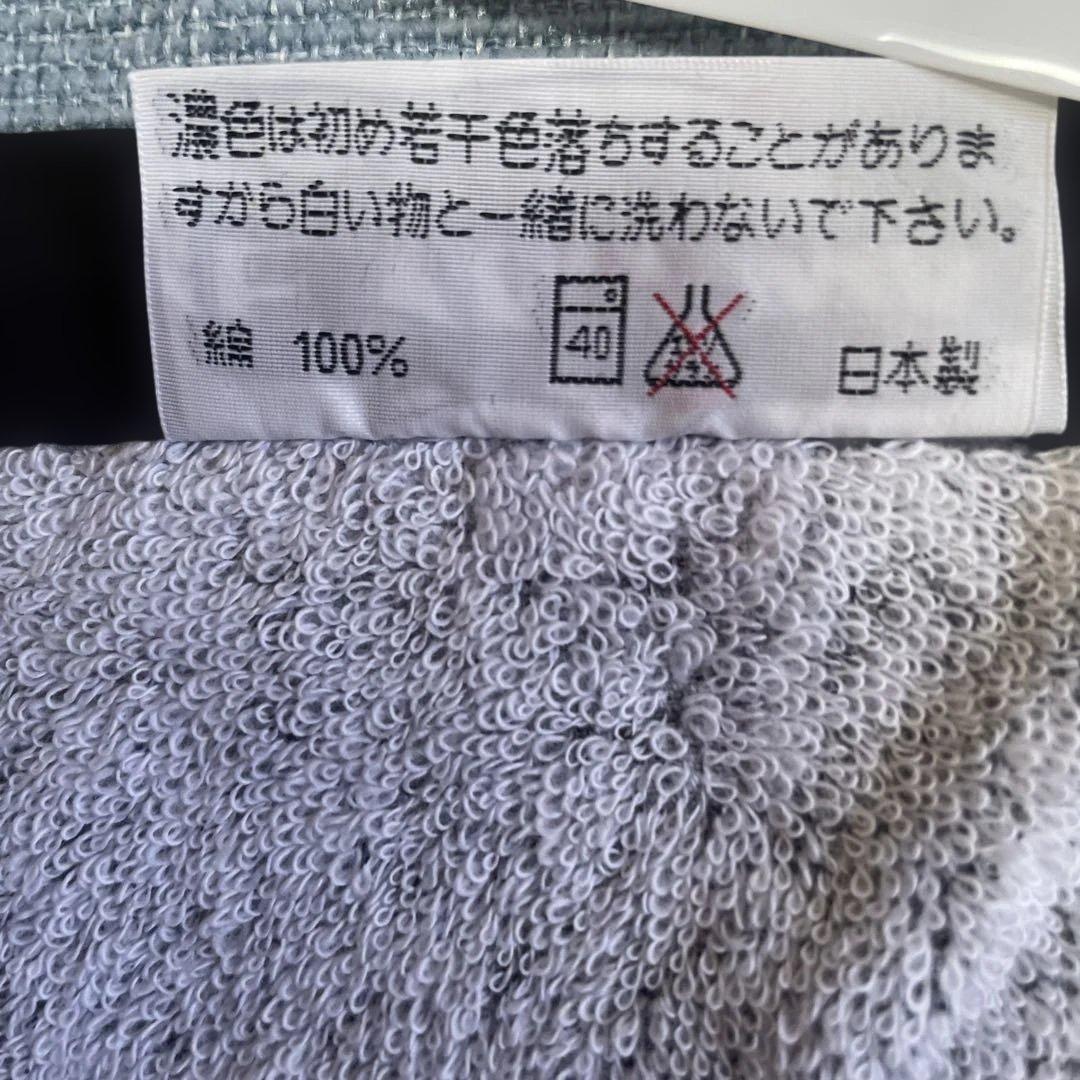 濃色は初め若干色落ちすることがありま
すから白い物と一緒に洗わないで下さい。
綿 100% 40 日本製